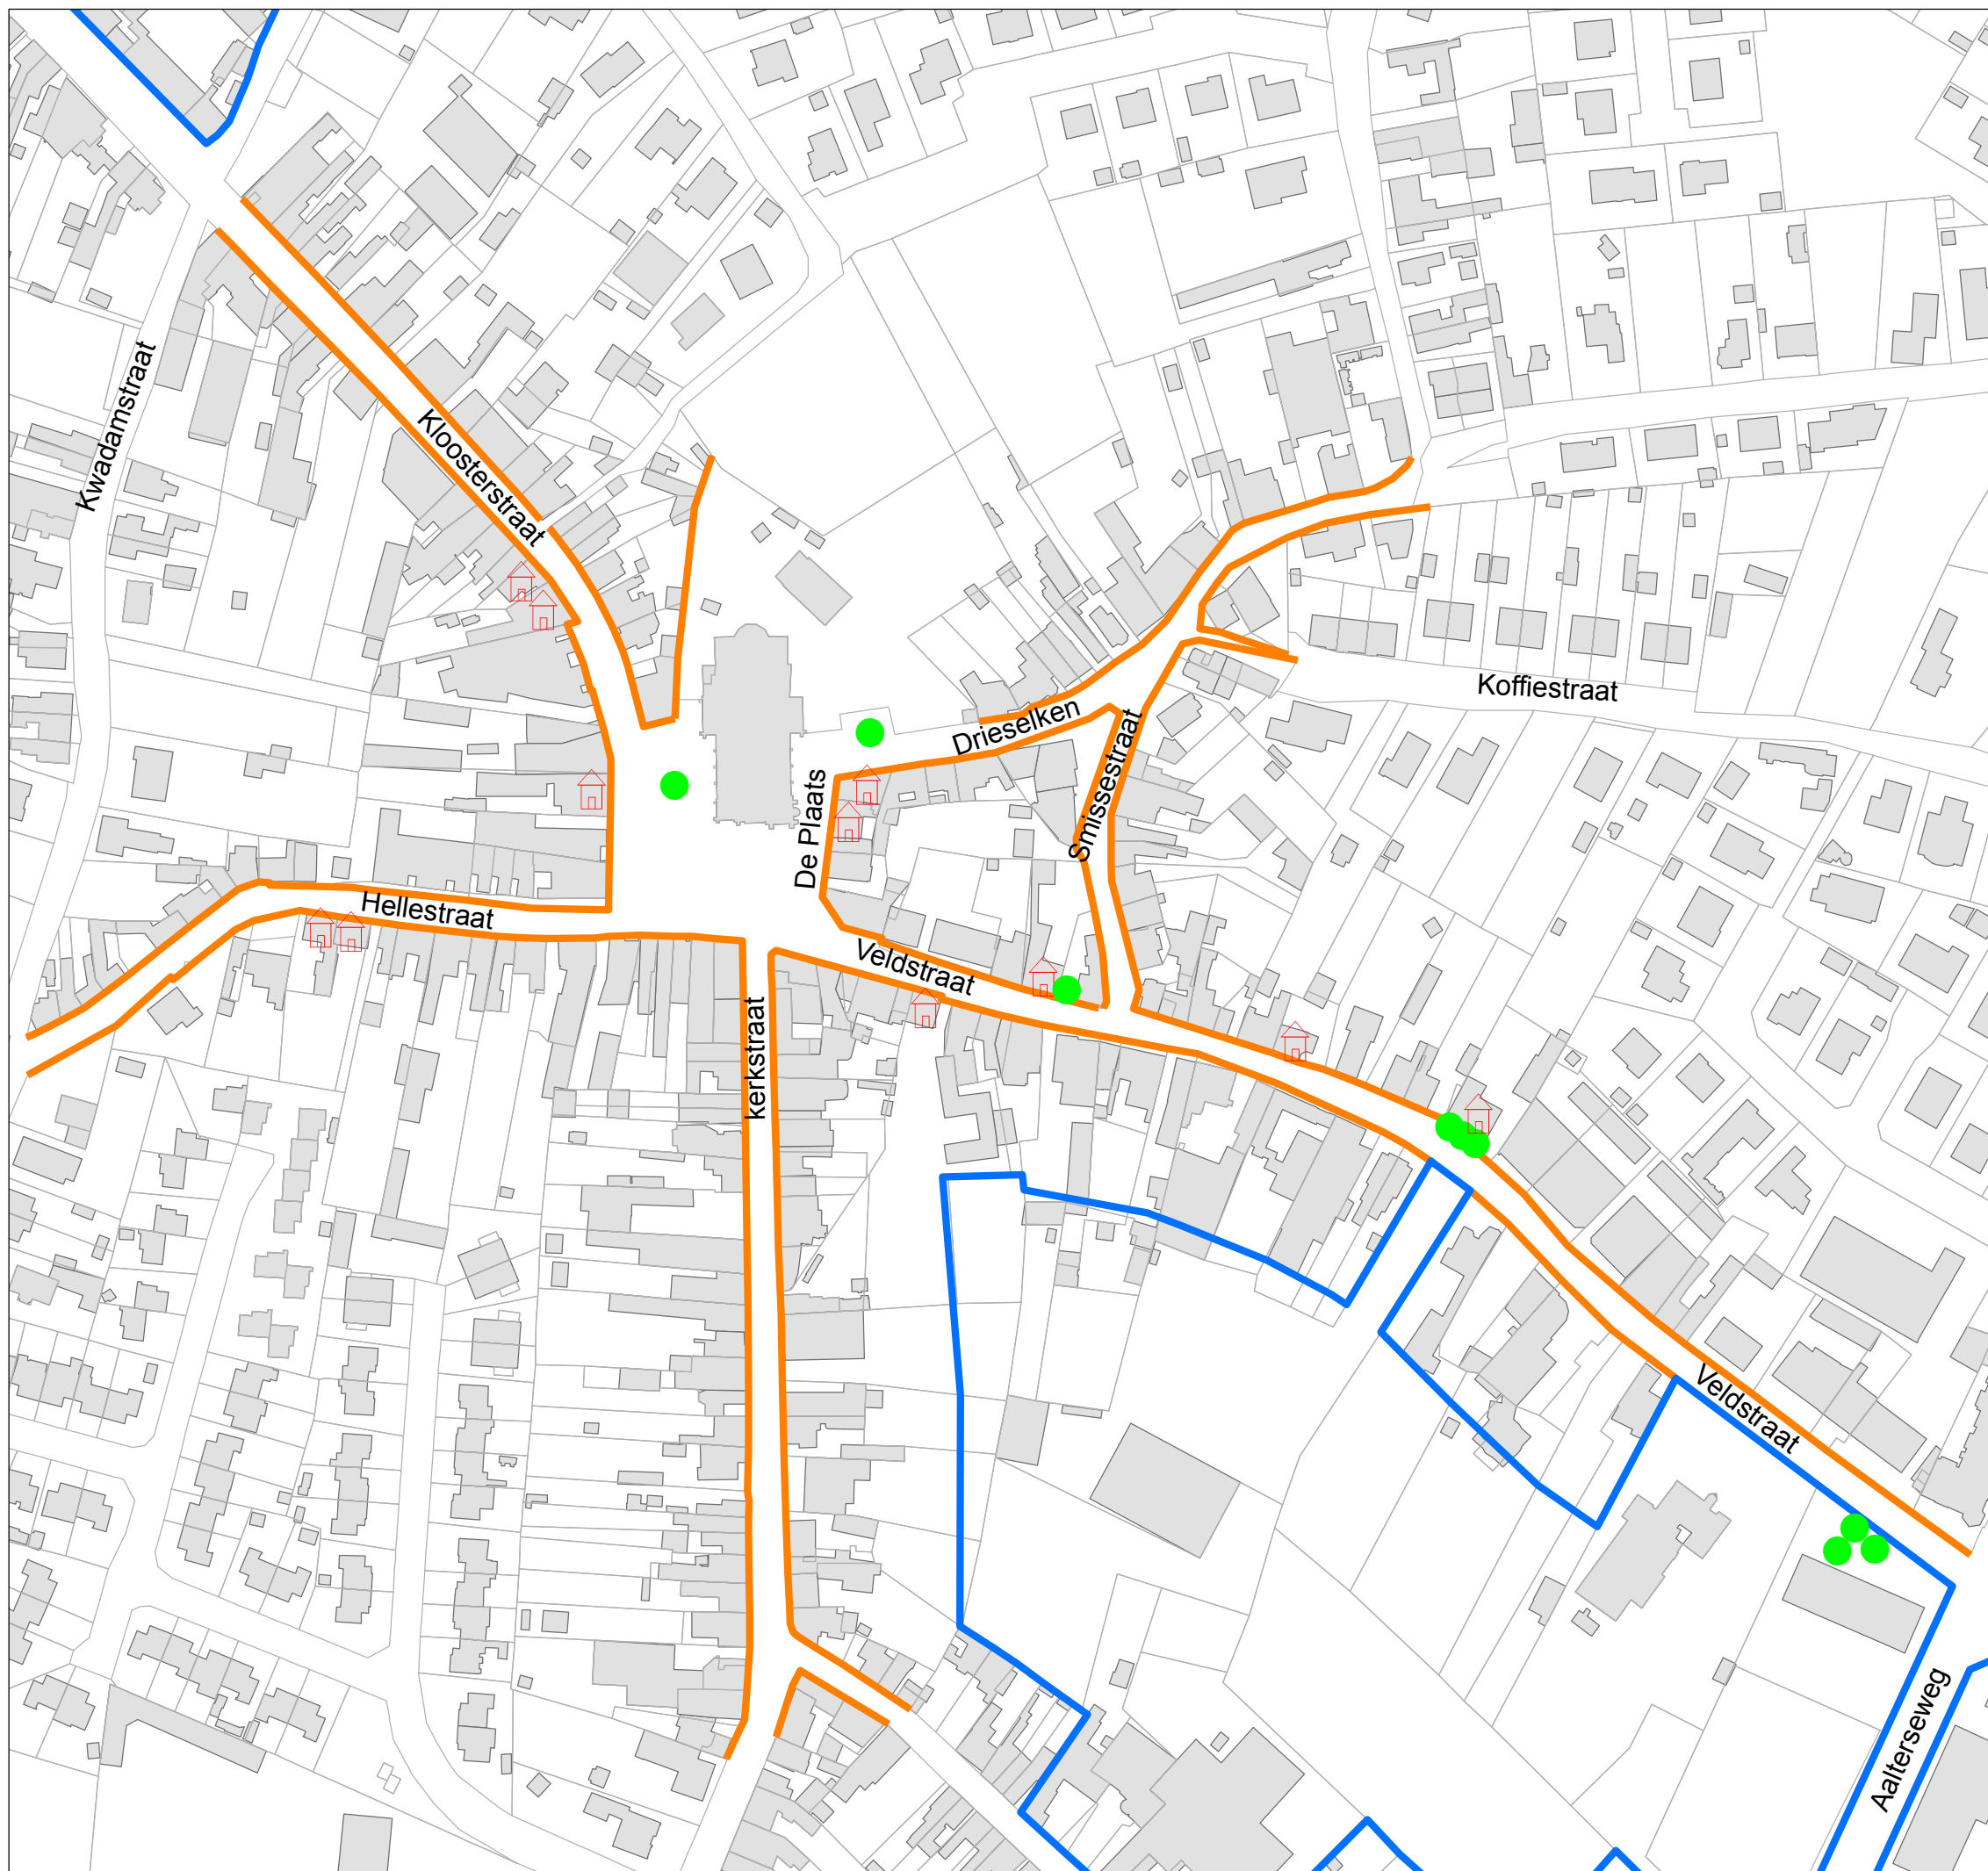 Kwadamstraat
Kloosterstraat
Koffiestraat
Drieselken
Smissestraat
De Plaats
Hellestraat
Veldstraat
kerkstraat
Veldstraat
Aalterseweg